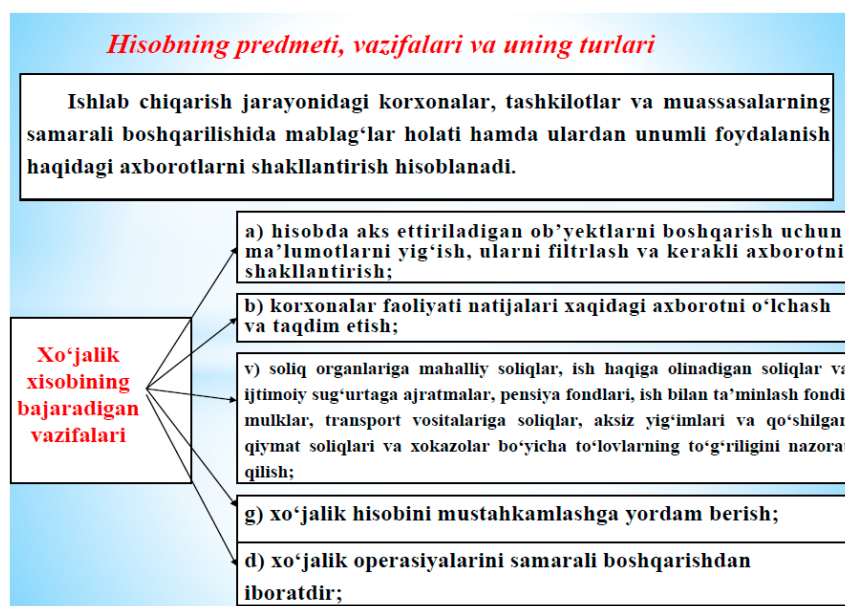 Hisobning predmeti, vazifalari va uning turlari
Ishlab chiqarish jarayonidagi korxonalar, tashkilotlar va muassasalarning
samarali boshqarilishida mablag‘lar holati hamda ulardan unumli foydalanish
haqidagi axborotlarni shakllantirish hisoblanadi.
Xo‘jalik
xisobining
bajaradigan
vazifalari
a) hisobda aks ettiriladigan ob’yektlarni boshqarish uchun
ma’lumotlarni yig‘ish, ularni filtrlash va kerakli axborotni
shakllantirish;
b) korxonalar faoliyati natijalari xaqidagi axborotni o‘lchash
va taqdim etish;
v) soliq organlariga mahalliy soliqlar, ish haqiga olinadigan soliqlar va
ijtimoiy sug‘urtaga ajratmalar, pensiya fondlari, ish bilan ta’minlash fondi
mulklar, transport vositalariga soliqlar, aksiz yig‘imlari va qo‘shilgan
qiymat soliqlari va xokazolar bo‘yicha to‘lovlarning to‘g‘riligini nazorat
qilish;
g) xo‘jalik hisobini mustahkamlashga yordam berish;
d) xo‘jalik operasiyalarini samarali boshqarishdan
iboratdir;